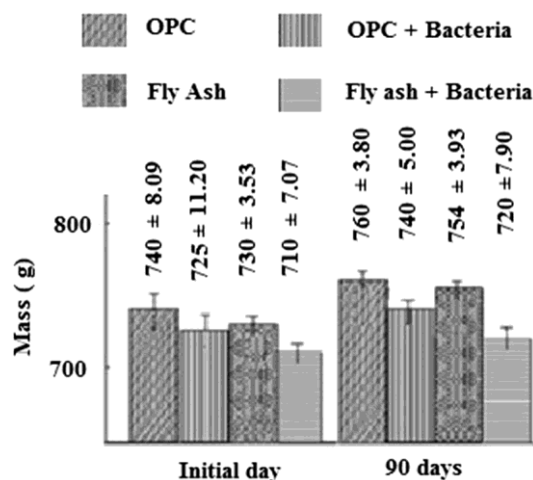 OPC
OPC + Bacteria
Fly Ash
Fly ash + Bacteria
740 ± 8.09
725 ± 11.20
730 ± 3.53
710 ± 7.07
760 ± 3.80
740 ± 5.00
754 ± 3.93
720 ±7.90
800
700
Mass ( g)
Initial day
90 days